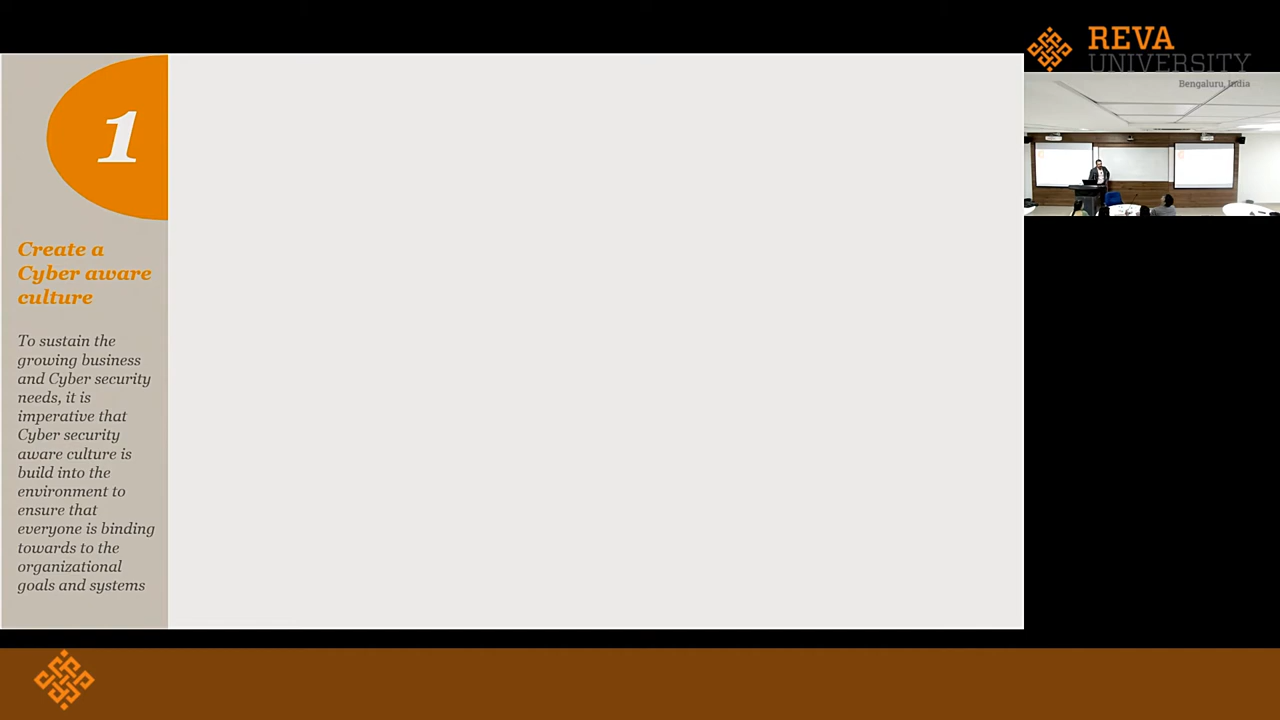 REVA
UNIVERSITY
Bengaluru, India
1
Create a
Cyber aware
culture
To sustain the
growing business
and Cyber security
needs, it is
imperative that
Cyber security
aware culture is
build into the
environment to
ensure that
everyone is binding
towards to the
organizational
goals and systems